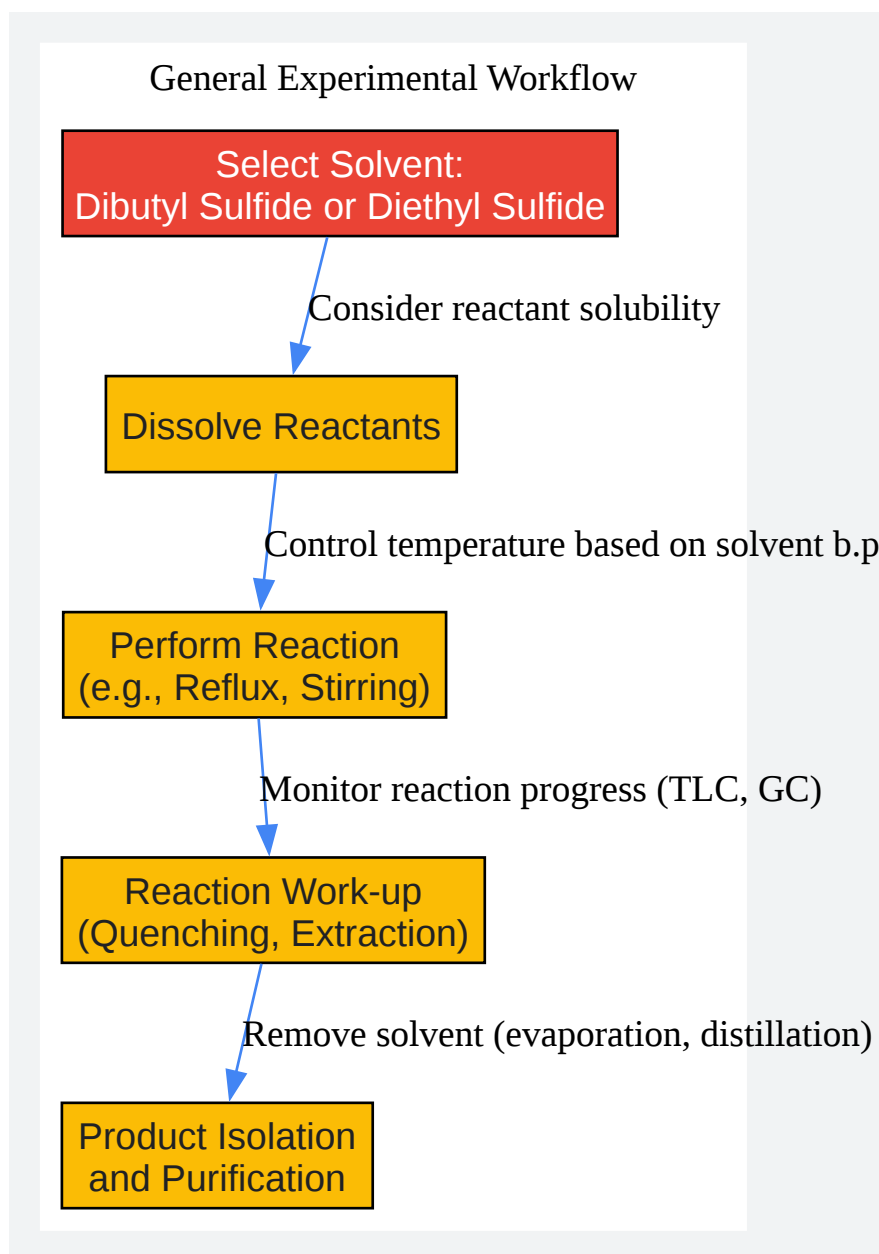 General Experimental Workflow
Select Solvent:
Dibutyl Sulfide or Diethyl Sulfide
Consider reactant solubility
Dissolve Reactants
Control temperature based on solvent b.p
Perform Reaction
(e.g., Reflux, Stirring)
Monitor reaction progress (TLC, GC)
Reaction Work-up
(Quenching, Extraction)
Remove solvent (evaporation, distillation)
Product Isolation
and Purification